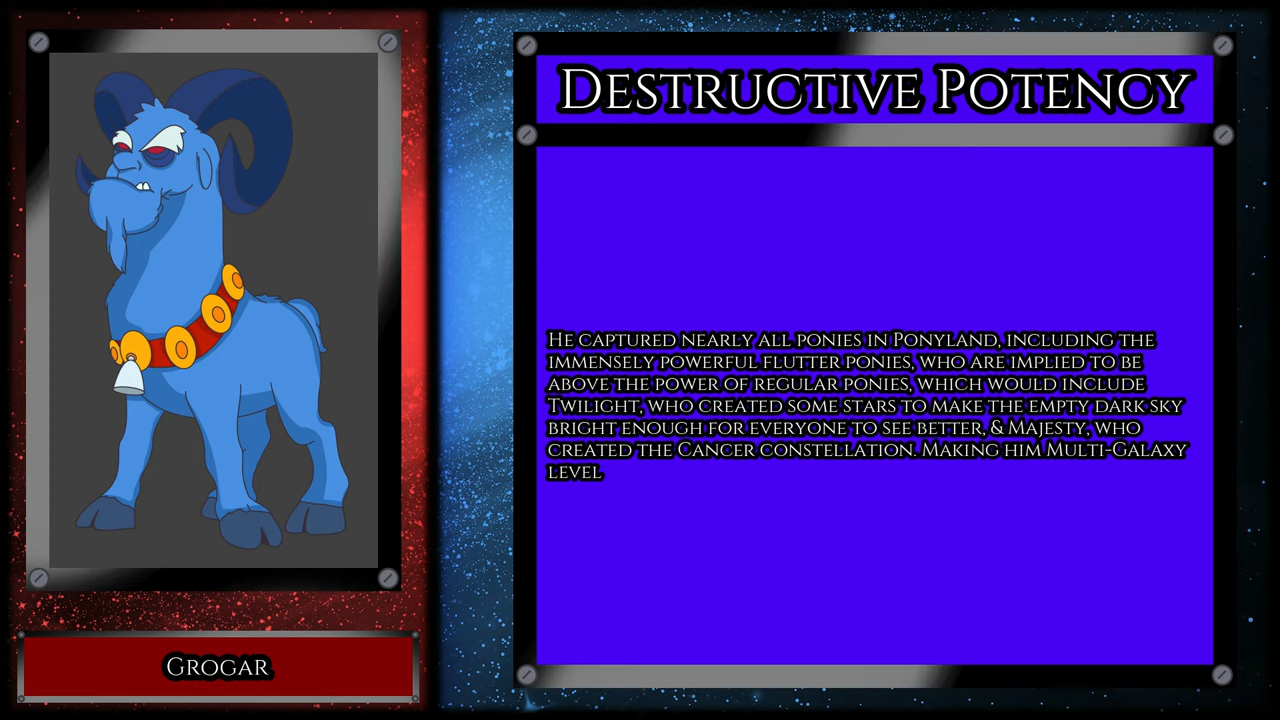 Destructive Potency
He captured nearly all ponies in Ponyland, including the
immensely powerful flutter ponies, who are implied to be
above the power of regular ponies, which would include
Twilight, who created some stars to make the empty dark sky
bright enough for everyone to see better, & Majesty, who
created the Cancer constellation. Making him Multi-Galaxy
level
Grogar